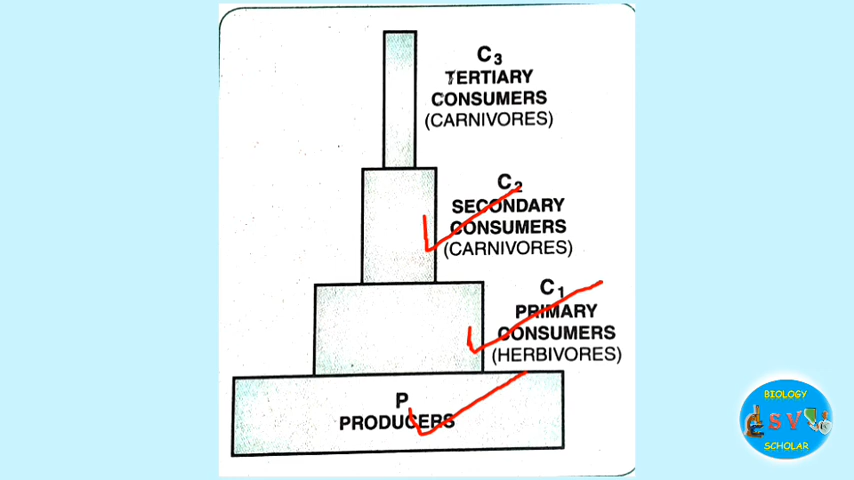 C3
TERTIARY
CONSUMERS
(CARNIVORES)
C2
SECONDARY
CONSUMERS
(CARNIVORES)
C1
PRIMARY
CONSUMERS
(HERBIVORES)
P
PRODUCERS
BIOLOGY
SV
SCHOLAR